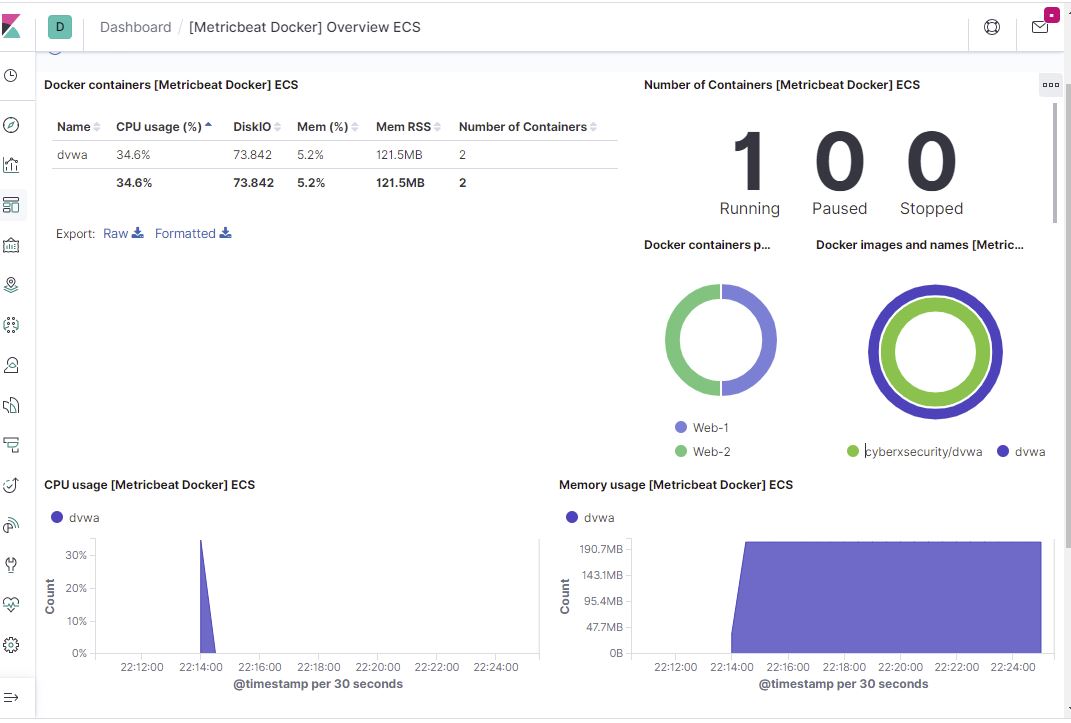 D Dashboard / [Metricbeat Docker] Overview ECS
Docker containers [Metricbeat Docker] ECS
Name CPU usage (%) DiskIO Mem (%) Mem RSS Number of Containers
dvwa 34.6% 73.842 5.2% 121.5MB 2
34.6% 73.842 5.2% 121.5MB 2
Export: Raw Formatted
Number of Containers [Metricbeat Docker] ECS
1 0 0
Running Paused Stopped
Docker containers p...
Web-1
Web-2
Docker images and names [Metric...
cyberxsecurity/dvwa dvwa
CPU usage [Metricbeat Docker] ECS
dvwa
30%
20%
10%
0%
Count
22:12:00 22:14:00 22:16:00 22:18:00 22:20:00 22:22:00 22:24:00
@timestamp per 30 seconds
Memory usage [Metricbeat Docker] ECS
dvwa
190.7MB
143.1MB
95.4MB
47.7MB
0B
Count
22:12:00 22:14:00 22:16:00 22:18:00 22:20:00 22:22:00 22:24:00
@timestamp per 30 seconds